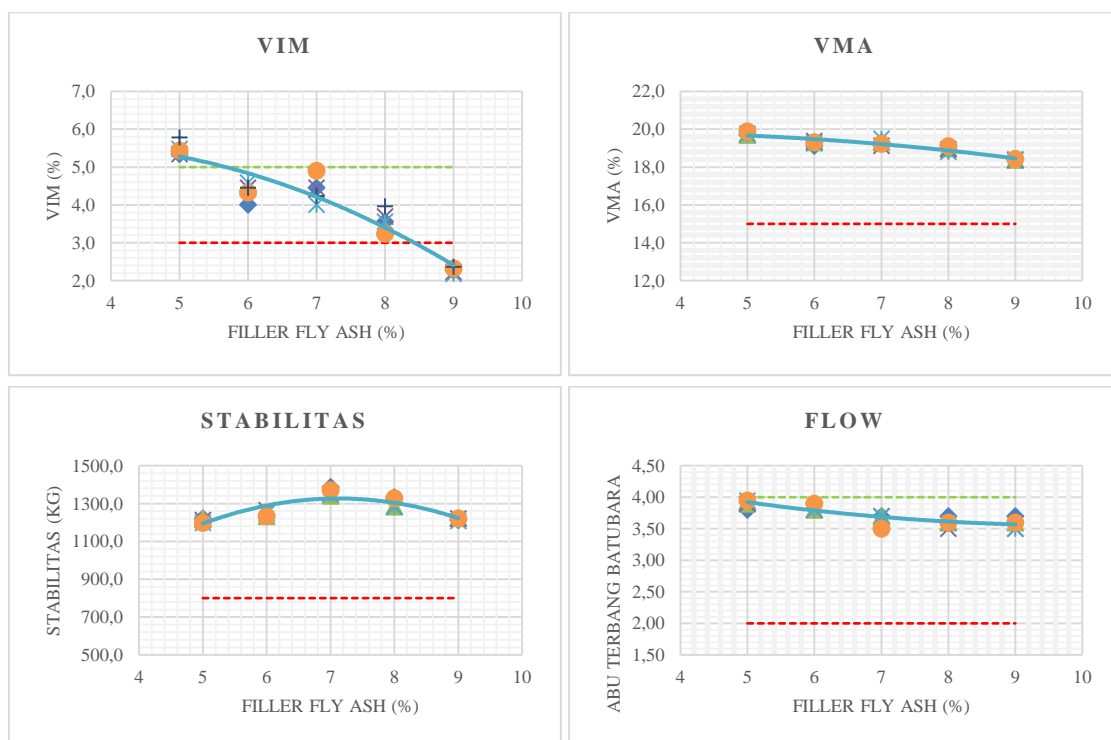 VIM
VIM (%)
7,0
6,0
5,0
4,0
3,0
2,0
4 5 6 7 8 9 10
FILLER FLY ASH (%)
VMA
VMA (%)
22,0
20,0
18,0
16,0
14,0
12,0
4 5 6 7 8 9 10
FILLER FLY ASH (%)
STABILITAS
STABILITAS (KG)
1500,0
1300,0
1100,0
900,0
700,0
500,0
4 5 6 7 8 9 10
FILLER FLY ASH (%)
FLOW
ABU TERBANG BATUBARA
4,50
4,00
3,50
3,00
2,50
2,00
1,50
4 5 6 7 8 9 10
FILLER FLY ASH (%)